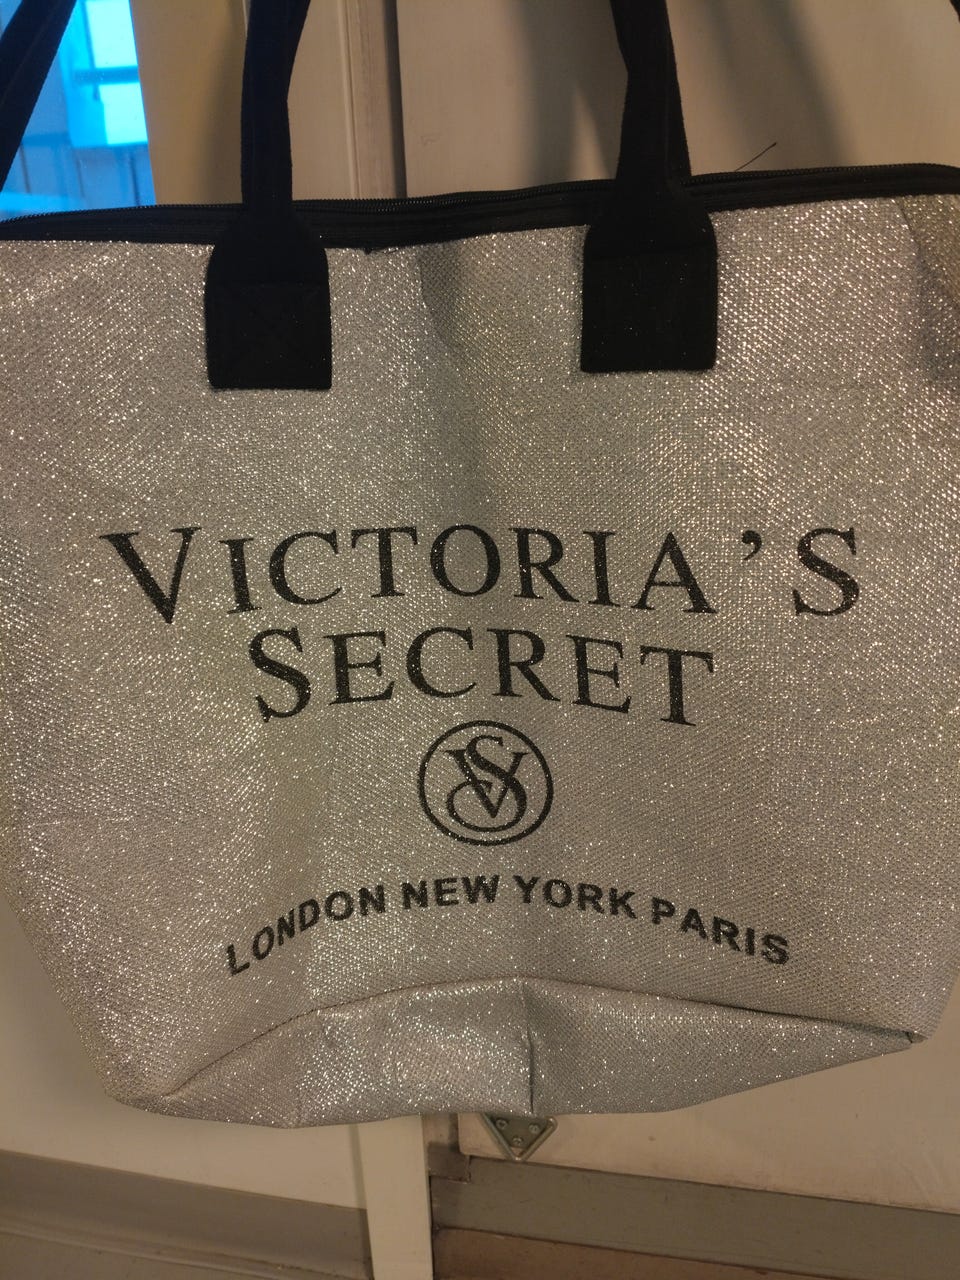 VICTORIA'S
SECRET
VS
LONDON NEW YORK PARIS